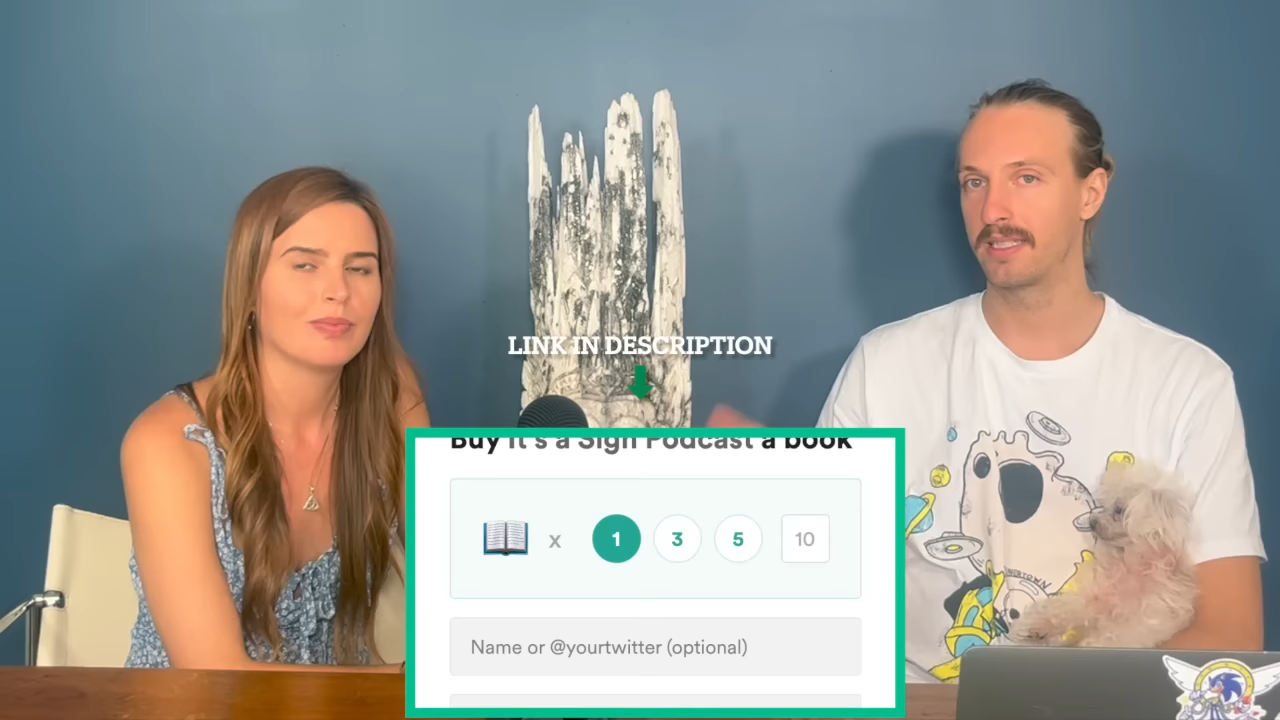 LINK IN DESCRIPTION
Buy It's a Sign Podcast a book
x 1 3 5 10
Name or @yourtwitter (optional)